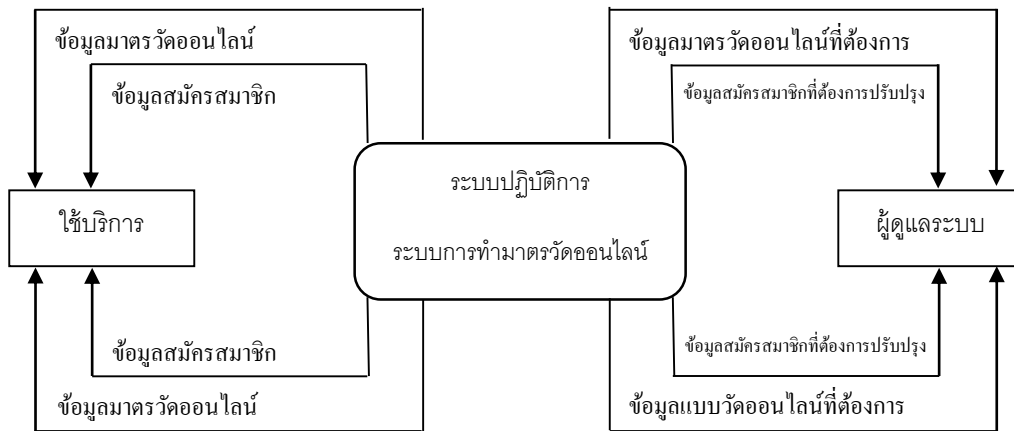 ข้อมูลมาตรวัดออนไลน์
ข้อมูลมาตรวัดออนไลน์ที่ต้องการ
ข้อมูลสมัครสมาชิก
ข้อมูลสมัครสมาชิกที่ต้องการปรับปรุง
ระบบปฏิบัติการ
ใช้บริการ
ผู้ดูแลระบบ
ระบบการทำมาตรวัดออนไลน์
ข้อมูลสมัครสมาชิก
ข้อมูลสมัครสมาชิกที่ต้องการปรับปรุง
ข้อมูลมาตรวัดออนไลน์
ข้อมูลแบบวัดออนไลน์ที่ต้องการ